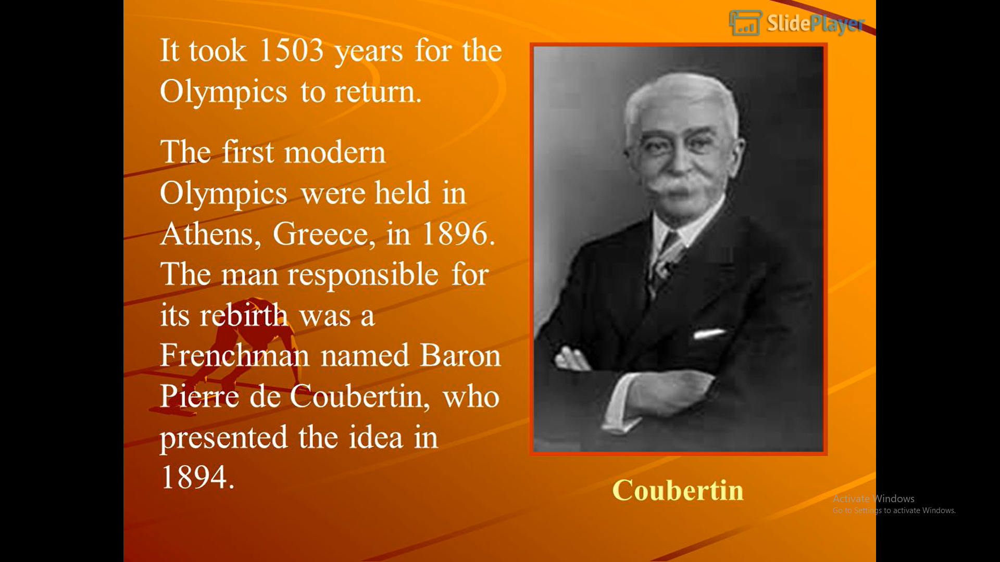 SlidePlayer
It took 1503 years for the
Olympics to return.
The first modern
Olympics were held in
Athens, Greece, in 1896.
The man responsible for
its rebirth was a
Frenchman named Baron
Pierre de Coubertin, who
presented the idea in
1894.
Coubertin
Activate Windows
Go to Settings to activate Windows.